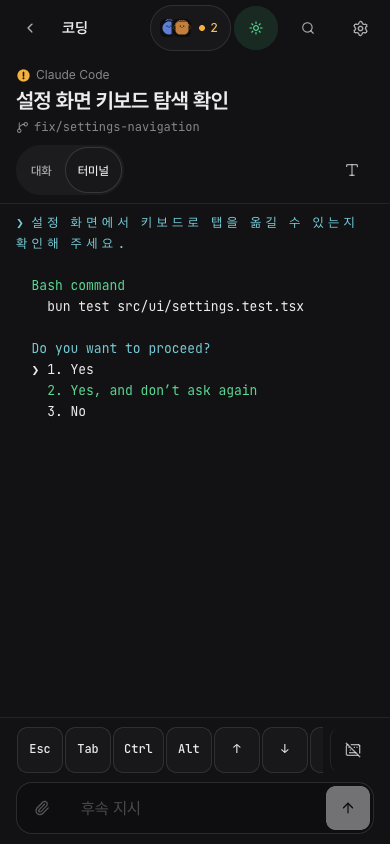 코딩
2
Claude Code
설정 화면 키보드 탐색 확인
fix/settings-navigation
대화
터미널
❯ 설정 화면에서 키보드로 탭을 옮길 수 있는지
확인해 주세요.
Bash command
bun test src/ui/settings.test.tsx
Do you want to proceed?
❯ 1. Yes
2. Yes, and don’t ask again
3. No
Esc
Tab
Ctrl
Alt
↑
↓
후속 지시